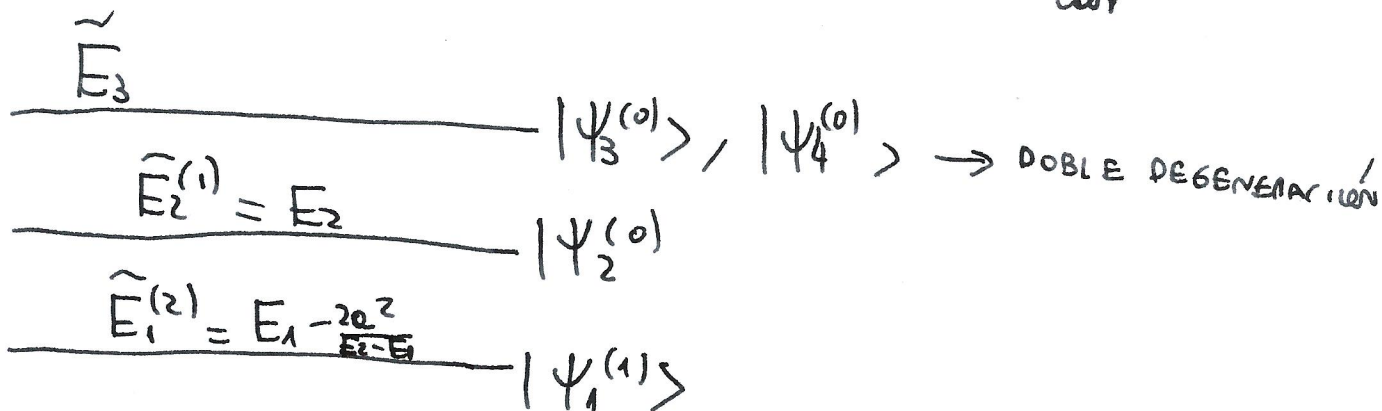 Ẽ₃
|ψ₃⁽⁰⁾>, |ψ₄⁽⁰⁾> → DOBLE DEGENERACIÓN
Ẽ₂⁽¹⁾ = E₂
|ψ₂⁽⁰⁾
Ẽ₁⁽²⁾ = E₁ - 2a²/(E₂-E₁)
|ψ₁⁽¹⁾>